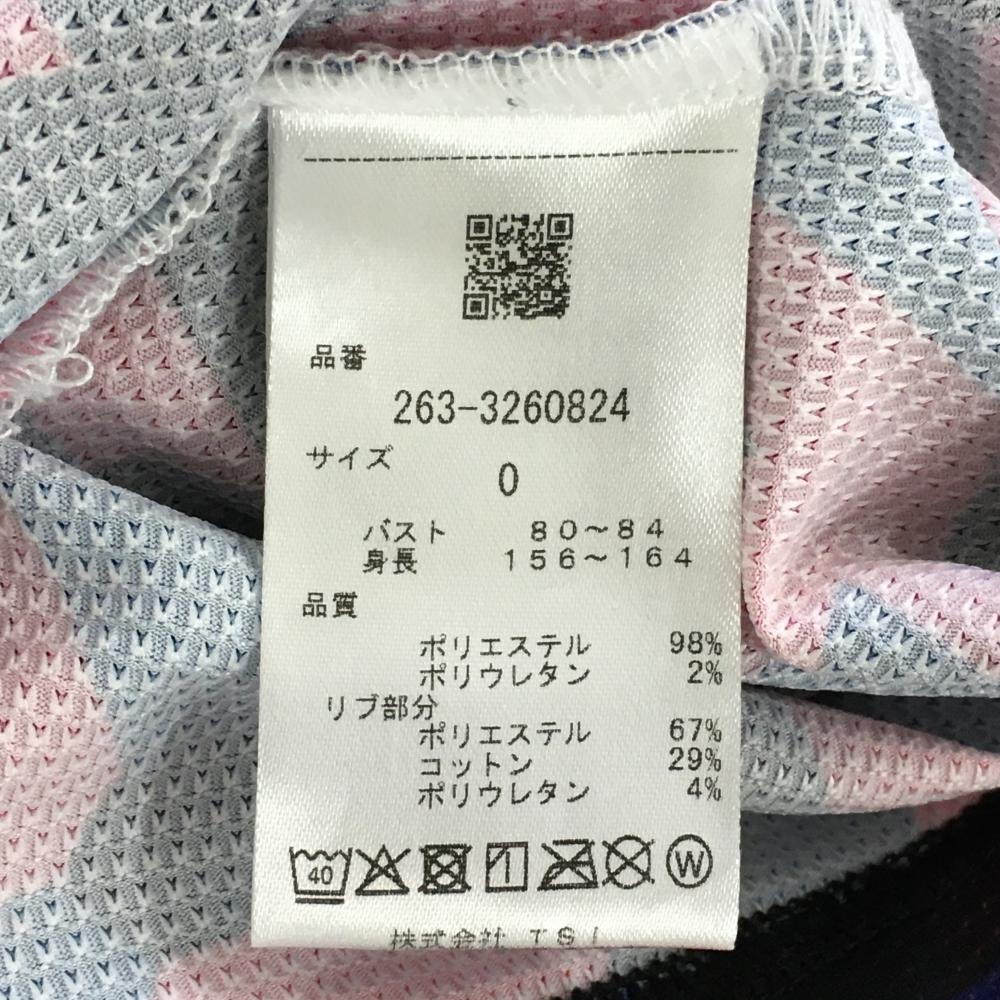 品番
263-3260824
サイズ
0
バスト 80〜84
身長 156〜164
品質
ポリエステル 98%
ポリウレタン 2%
リブ部分
ポリエステル 67%
コットン 29%
ポリウレタン 4%
40 W
株式会社 TSI